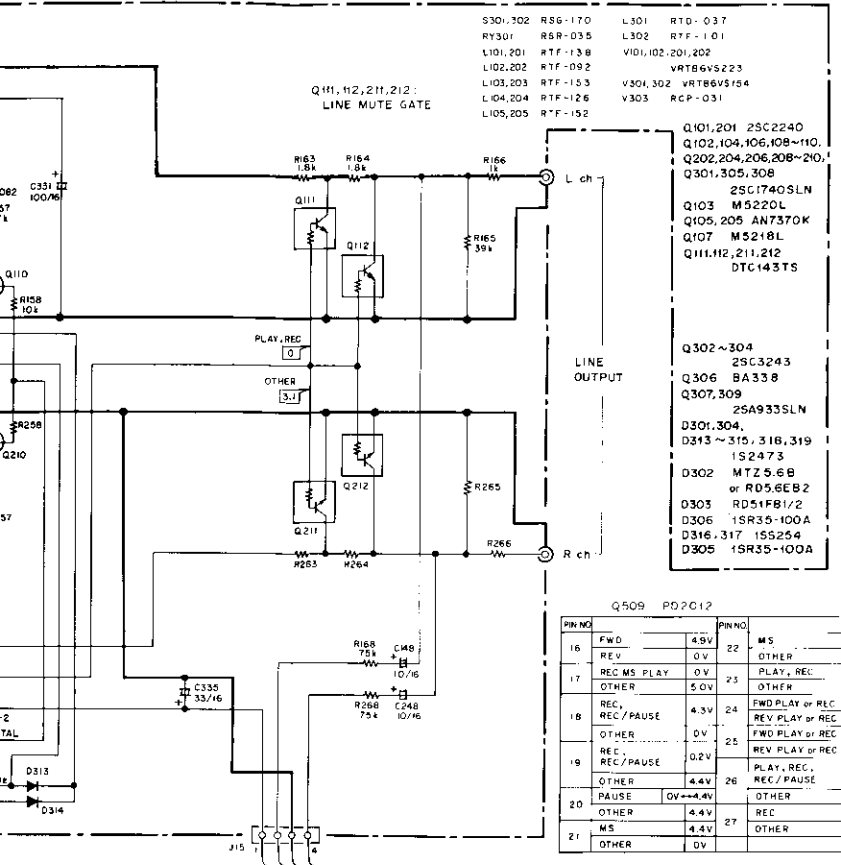 S301,302 RSG-170 L301 RTD-037
RY301 RSR-035 L302 RTF-101
L101,201 RTF-138 V101,102,201,202
L102,202 RTF-092 VRTB6VS223
L103,203 RTF-153 V301,302 VRTB6VS154
L104,204 RTF-126 V303 RCP-031
L105,205 RTF-152
Q111,112,211,212:
LINE MUTE GATE
Q101,201 2SC2240
Q102,104,106,108~110,
Q202,204,206,208~210,
Q301,305,308
2SC1740SLN
Q103 M5220L
Q105,205 AN7370K
Q107 M5218L
Q111,112,211,212
DTC143TS
Q302~304
2SC3243
Q306 BA338
Q307,309
2SA933SLN
D301,304,
D313~315,318,319
1S2473
D302 MTZ5.6B
or RD5.6EB2
D303 RD51FB1/2
D306 1SR35-100A
D316,317 1SS254
D305 1SR35-100A
R163
1.8k
R164
1.8k
R166
1k
L ch
C331
100/16
Q111
Q112
R165
39k
Q110
R158
10k
PLAY,REC
0
OTHER
3.1
LINE
OUTPUT
R258
Q210
57
Q212
Q211
R265
R263
R264
R266
R ch
R168
75k
C148
10/16
R268
75k
C248
10/16
C335
33/16
-2
TAL
D313
D314
J15
1
4
Q509 PD2012
PIN NO. PIN NO.
16 FWD 4.9V 22 MS
REV 0V OTHER
17 REC MS PLAY 0V 23 PLAY, REC
OTHER 5.0V OTHER
18 REC, REC/PAUSE 4.3V 24 FWD PLAY or REC
REV PLAY or REC
OTHER 0V 25 FWD PLAY or REC
REV PLAY or REC
19 REC, REC/PAUSE 0.2V 26 PLAY, REC, REC/PAUSE
OTHER 4.4V OTHER
20 PAUSE 0V↔4.4V
OTHER 4.4V 27 REC
21 MS 4.4V OTHER
OTHER 0V